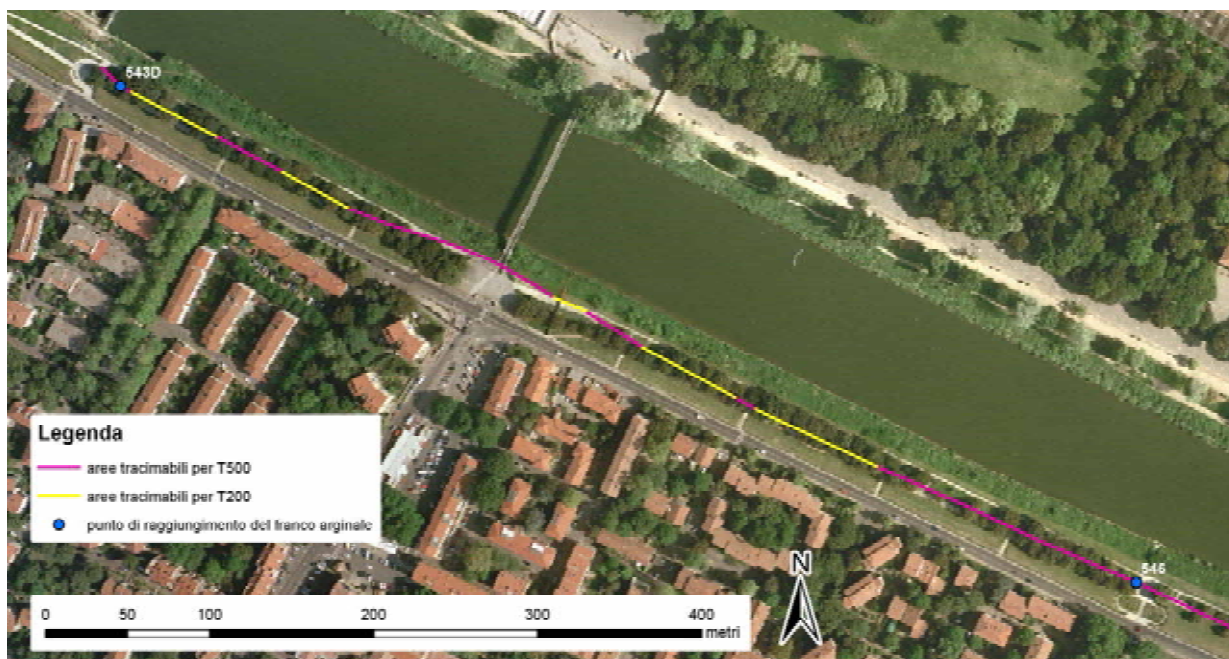 543D
Legenda
aree tracimabili per T500
aree tracimabili per T200
punto di raggiungimento del franco arginale
N
546
0 50 100 200 300 400
metri